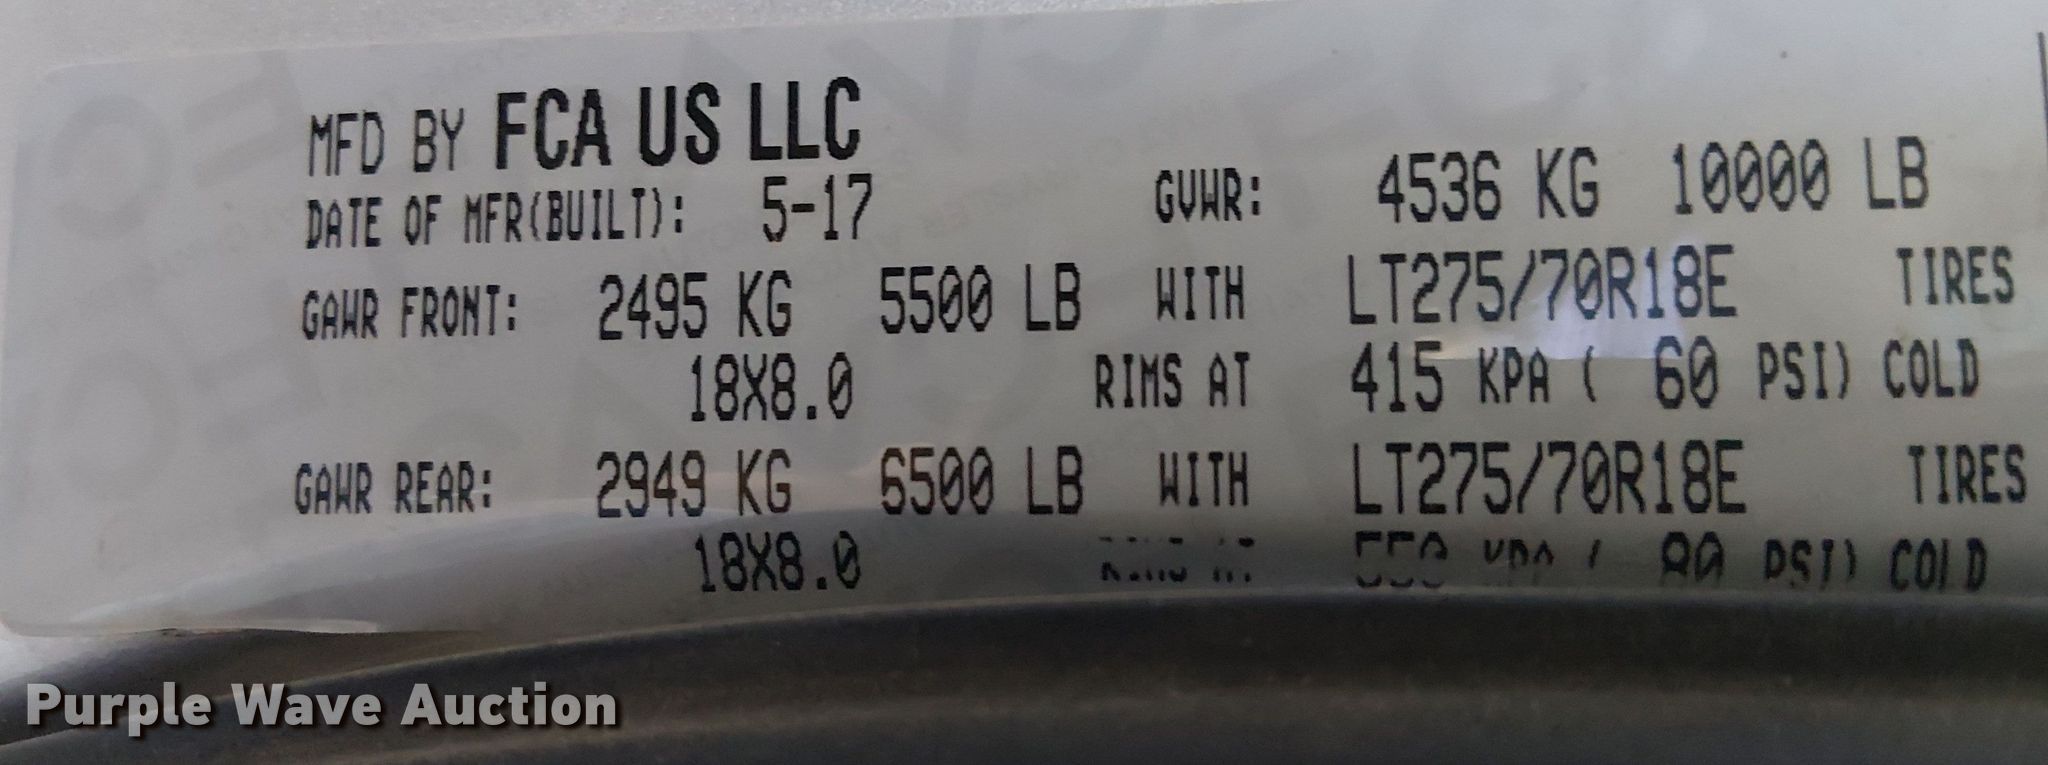 MFD BY FCA US LLC
DATE OF MFR(BUILT): 5-17 GVWR: 4536 KG 10000 LB
GAWR FRONT: 2495 KG 5500 LB WITH LT275/70R18E TIRES
18X8.0 RIMS AT 415 KPA ( 60 PSI) COLD
GAWR REAR: 2949 KG 6500 LB WITH LT275/70R18E TIRES
18X8.0 PSI) COLD
Purple Wave Auction